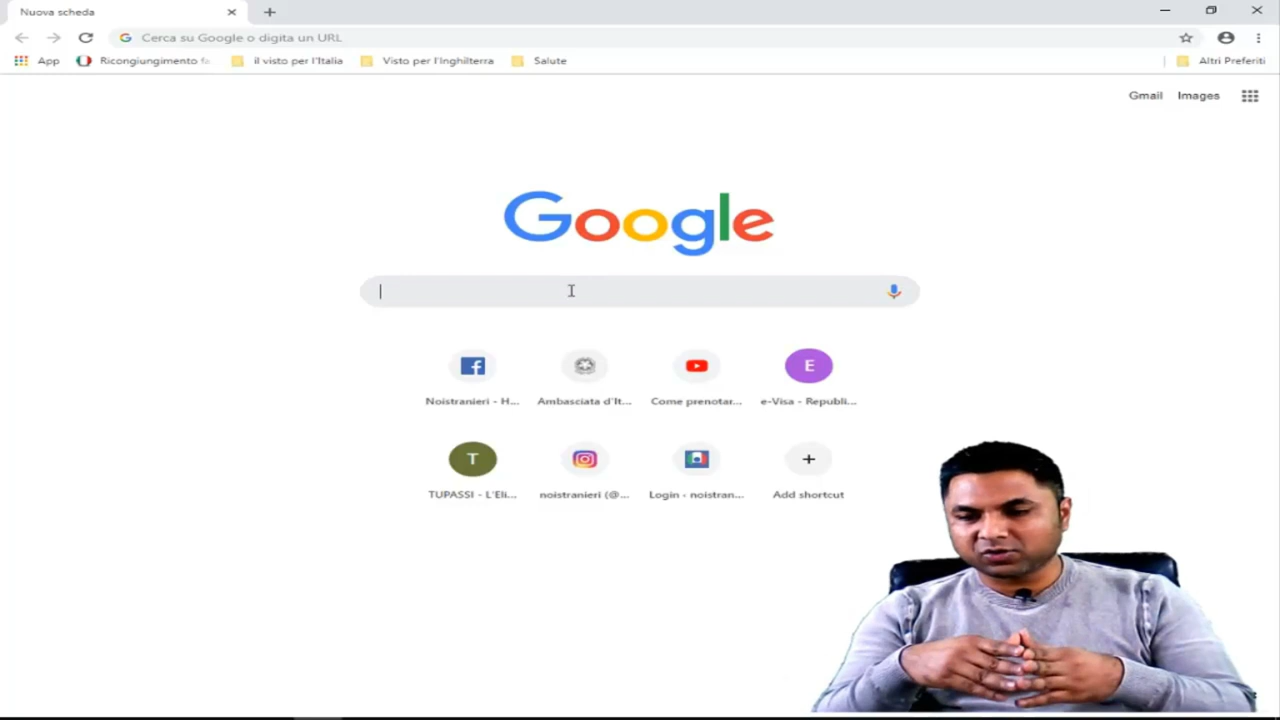 Nuova scheda
Cerca su Google o digita un URL
App Ricongiungimento fa il visto per l'Italia Visto per l'Inghilterra Salute Altri Preferiti
Gmail Images
Google
Noistranieri - H... Ambasciata d'It... Come prenotar... E e-Visa - Republi...
T TUPASSI - L'Eli... noistranieri (@... Login - noistran... Add shortcut